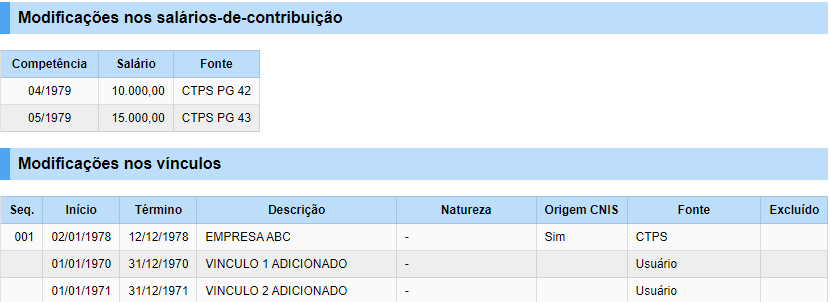 Modificações nos salários-de-contribuição
Competência Salário Fonte
04/1979 10.000,00 CTPS PG 42
05/1979 15.000,00 CTPS PG 43
Modificações nos vínculos
Seq. Início Término Descrição Natureza Origem CNIS Fonte Excluído
001 02/01/1978 12/12/1978 EMPRESA ABC - Sim CTPS
01/01/1970 31/12/1970 VINCULO 1 ADICIONADO - Usuário
01/01/1971 31/12/1971 VINCULO 2 ADICIONADO - Usuário